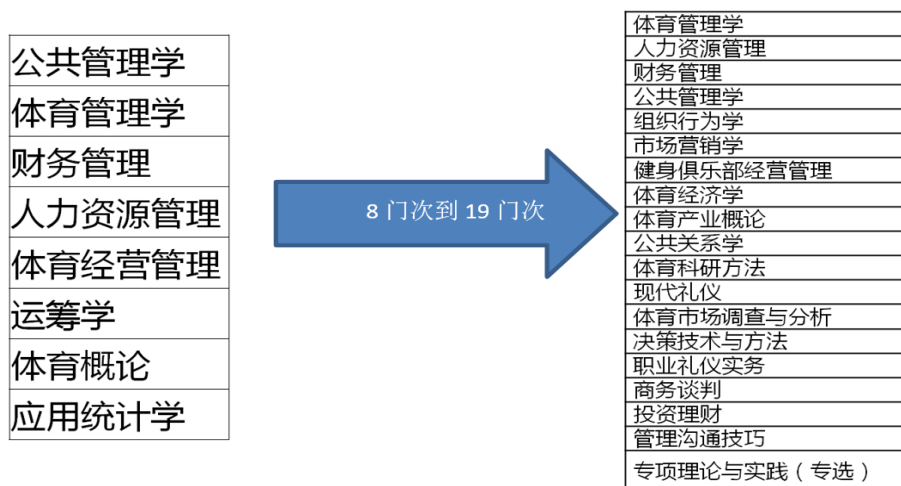 公共管理学
体育管理学
财务管理
人力资源管理
体育经营管理
运筹学
体育概论
应用统计学
8 门次到 19 门次
体育管理学
人力资源管理
财务管理
公共管理学
组织行为学
市场营销学
健身俱乐部经营管理
体育经济学
体育产业概论
公共关系学
体育科研方法
现代礼仪
体育市场调查与分析
决策技术与方法
职业礼仪实务
商务谈判
投资理财
管理沟通技巧
专项理论与实践（专选）